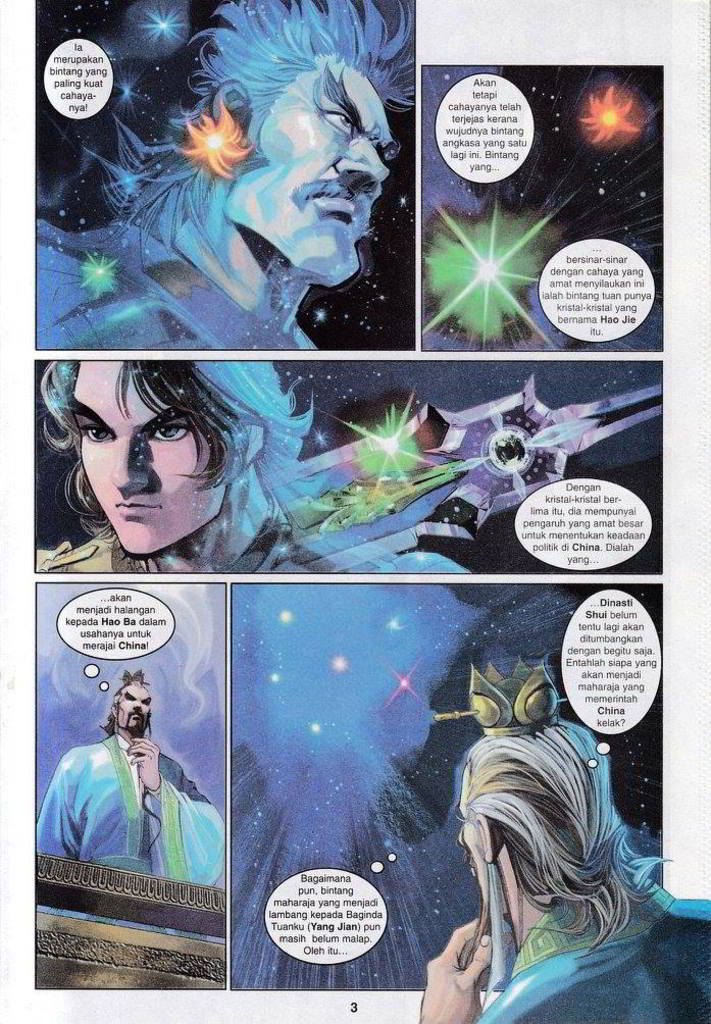 Ia
merupakan
bintang yang
paling kuat
cahaya-
nya!
Akan
tetapi
cahayanya telah
terjejas kerana
wujudnya bintang
angkasa yang satu
lagi ini. Bintang
yang...
...
bersinar-sinar
dengan cahaya yang
amat menyilaukan ini
ialah bintang tuan punya
kristal-kristal yang
bernama Hao Jie
itu.
Dengan
kristal-kristal ber-
lima itu, dia mempunyai
pengaruh yang amat besar
untuk menentukan keadaan
politik di China. Dialah
yang...
...akan
menjadi halangan
kepada Hao Ba dalam
usahanya untuk
merajai China!
...Dinasti
Shui belum
tentu lagi akan
ditumbangkan
dengan begitu saja.
Entahlah siapa yang
akan menjadi
maharaja yang
memerintah
China
kelak?
Bagaimana
pun, bintang
maharaja yang menjadi
lambang kepada Baginda
Tuanku (Yang Jian) pun
masih belum malap.
Oleh itu...
3